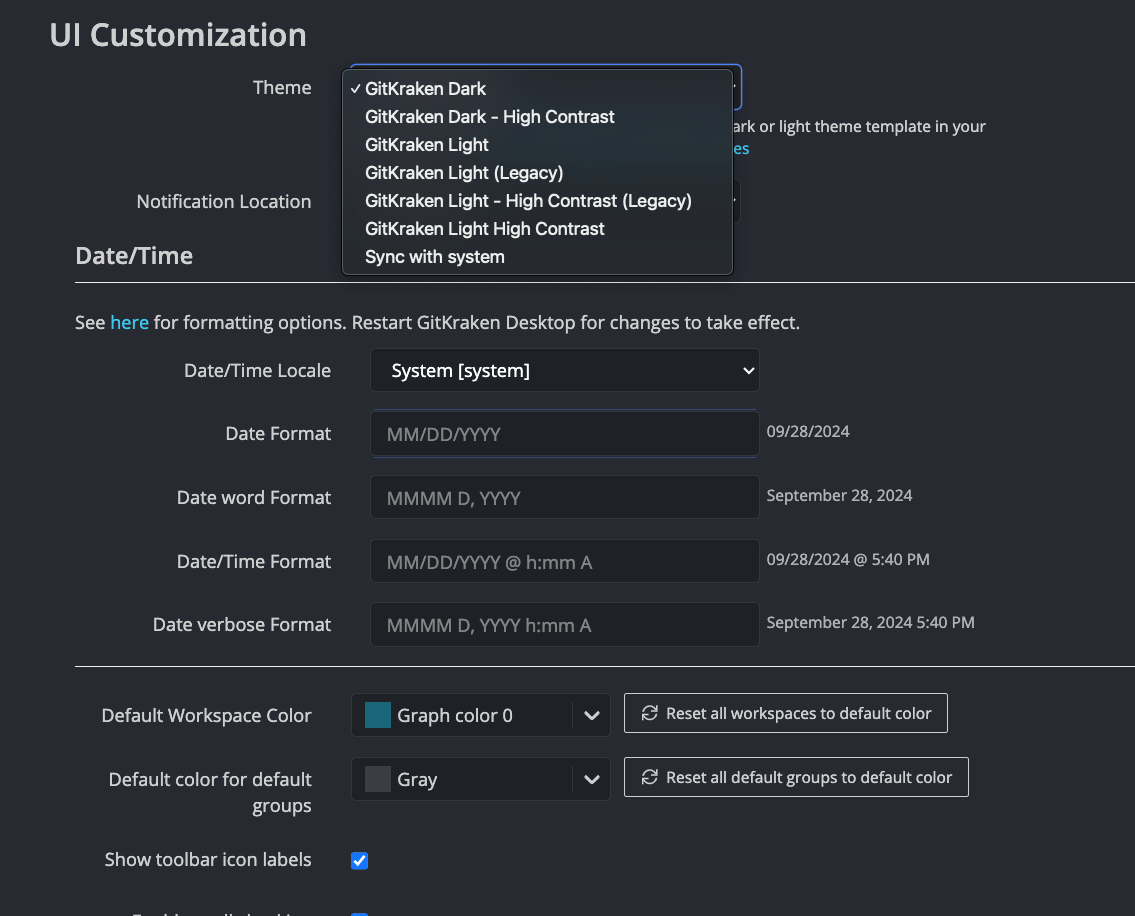 UI Customization
Theme
✓ GitKraken Dark
GitKraken Dark - High Contrast
GitKraken Light
GitKraken Light (Legacy)
GitKraken Light - High Contrast (Legacy)
GitKraken Light High Contrast
Sync with system
or light theme template in your
Notification Location
Date/Time
See here for formatting options. Restart GitKraken Desktop for changes to take effect.
Date/Time Locale System [system]
Date Format MM/DD/YYYY 09/28/2024
Date word Format MMMM D, YYYY September 28, 2024
Date/Time Format MM/DD/YYYY @ h:mm A 09/28/2024 @ 5:40 PM
Date verbose Format MMMM D, YYYY h:mm A September 28, 2024 5:40 PM
Default Workspace Color Graph color 0 Reset all workspaces to default color
Default color for default Gray Reset all default groups to default color
groups
Show toolbar icon labels